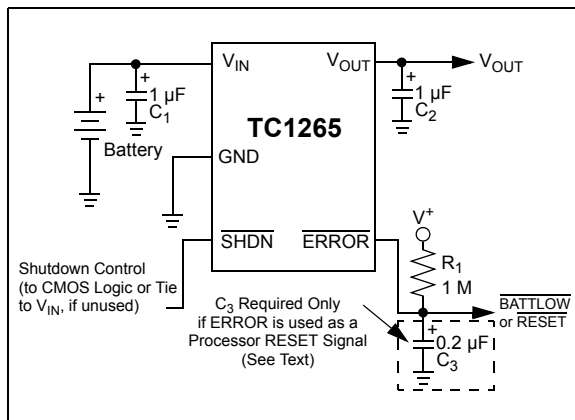 V_IN
V_OUT
V_OUT
+
1 µF
C_1
+
1 µF
C_2
+
Battery
TC1265
GND
SHDN
ERROR
V⁺
R_1
1 M
Shutdown Control
(to CMOS Logic or Tie
to V_IN, if unused)
C_3 Required Only
if ERROR is used as a
Processor RESET Signal
(See Text)
BATTLOW
or RESET
+
0.2 µF
C_3